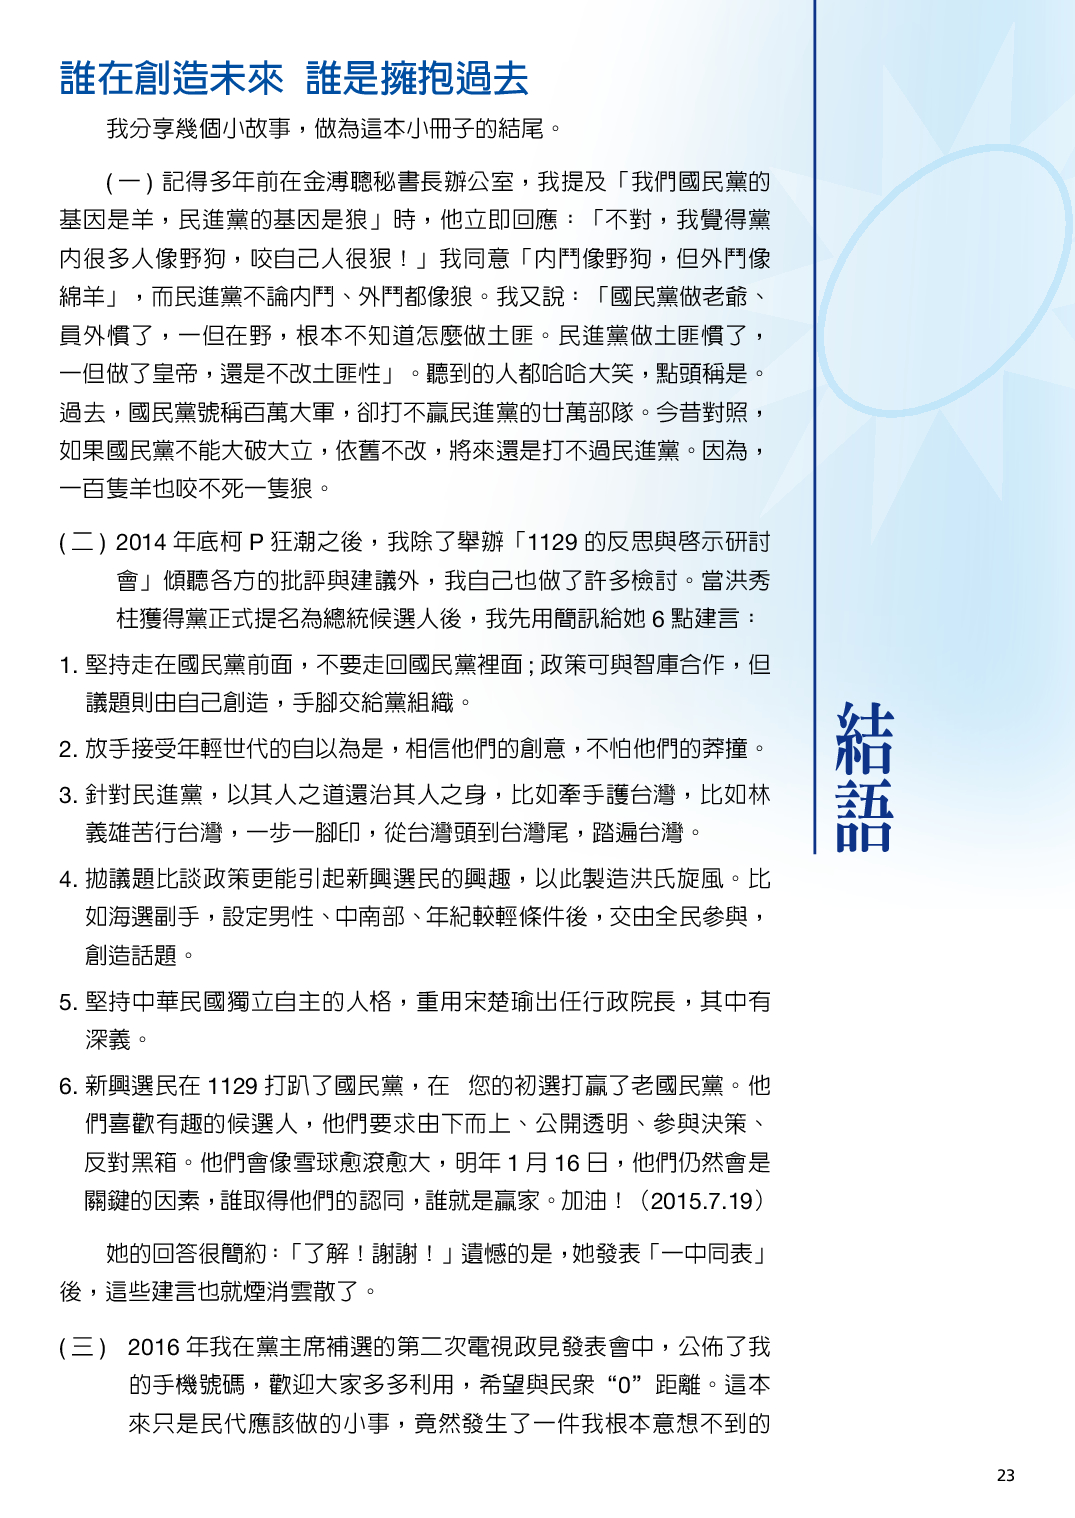 誰在創造未來 誰是擁抱過去
我分享幾個小故事，做為這本小冊子的結尾。
( 一 ) 記得多年前在金溥聰秘書長辦公室，我提及「我們國民黨的
基因是羊，民進黨的基因是狼」時，他立即回應：「不對，我覺得黨
內很多人像野狗，咬自己人很狠！」我同意「內鬥像野狗，但外鬥像
綿羊」，而民進黨不論內鬥、外鬥都像狼。我又說：「國民黨做老爺、
員外慣了，一但在野，根本不知道怎麼做土匪。民進黨做土匪慣了，
一但做了皇帝，還是不改土匪性」。聽到的人都哈哈大笑，點頭稱是。
過去，國民黨號稱百萬大軍，卻打不贏民進黨的廿萬部隊。今昔對照，
如果國民黨不能大破大立，依舊不改，將來還是打不過民進黨。因為，
一百隻羊也咬不死一隻狼。
( 二 ) 2014 年底柯 P 狂潮之後，我除了舉辦「1129 的反思與啓示研討
會」傾聽各方的批評與建議外，我自己也做了許多檢討。當洪秀
柱獲得黨正式提名為總統候選人後，我先用簡訊給她 6 點建言：
1. 堅持走在國民黨前面，不要走回國民黨裡面 ; 政策可與智庫合作，但
議題則由自己創造，手腳交給黨組織。
2. 放手接受年輕世代的自以為是，相信他們的創意，不怕他們的莽撞。
3. 針對民進黨，以其人之道還治其人之身，比如牽手護台灣，比如林
義雄苦行台灣，一步一腳印，從台灣頭到台灣尾，踏遍台灣。
4. 拋議題比談政策更能引起新興選民的興趣，以此製造洪氏旋風。比
如海選副手，設定男性、中南部、年紀較輕條件後，交由全民參與，
創造話題。
5. 堅持中華民國獨立自主的人格，重用宋楚瑜出任行政院長，其中有
深義。
6. 新興選民在 1129 打趴了國民黨，在 您的初選打贏了老國民黨。他
們喜歡有趣的候選人，他們要求由下而上、公開透明、參與決策、
反對黑箱。他們會像雪球愈滾愈大，明年 1 月 16 日，他們仍然會是
關鍵的因素，誰取得他們的認同，誰就是贏家。加油！（2015.7.19）
她的回答很簡約：「了解！謝謝！」遺憾的是，她發表「一中同表」
後，這些建言也就煙消雲散了。
( 三 ) 2016 年我在黨主席補選的第二次電視政見發表會中，公佈了我
的手機號碼，歡迎大家多多利用，希望與民衆“0”距離。這本
來只是民代應該做的小事，竟然發生了一件我根本意想不到的
結語
23